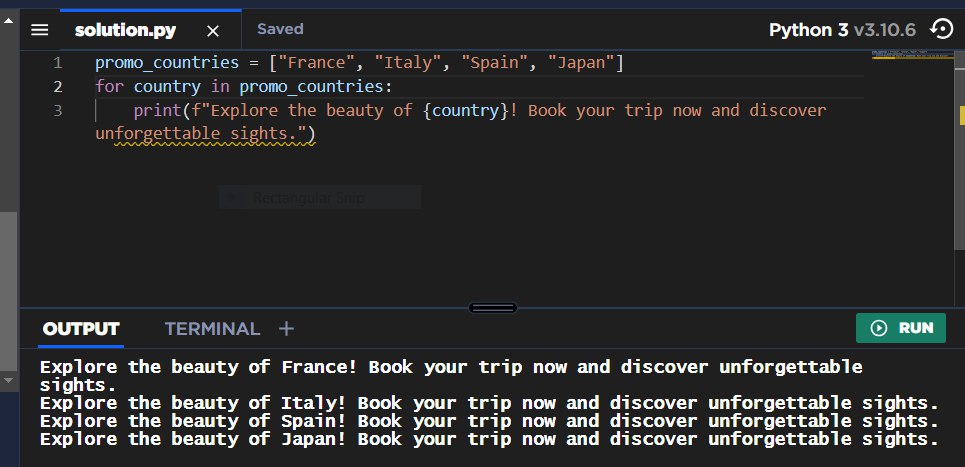 solution.py × Saved Python 3 v3.10.6
1 promo_countries = ["France", "Italy", "Spain", "Japan"]
2 for country in promo_countries:
3 print(f"Explore the beauty of {country}! Book your trip now and discover
unforgettable sights.")
Rectangular Snip
OUTPUT TERMINAL + RUN
Explore the beauty of France! Book your trip now and discover unforgettable
sights.
Explore the beauty of Italy! Book your trip now and discover unforgettable sights.
Explore the beauty of Spain! Book your trip now and discover unforgettable sights.
Explore the beauty of Japan! Book your trip now and discover unforgettable sights.